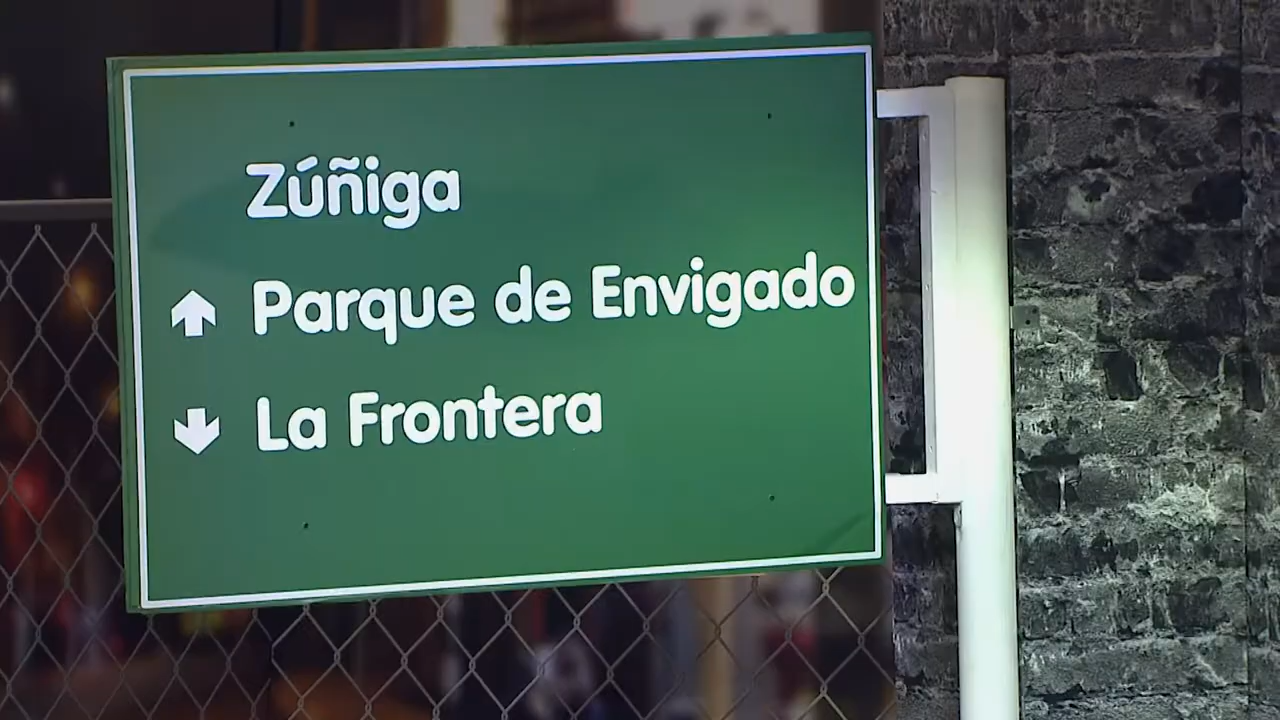 Zúñiga
↑ Parque de Envigado
↓ La Frontera